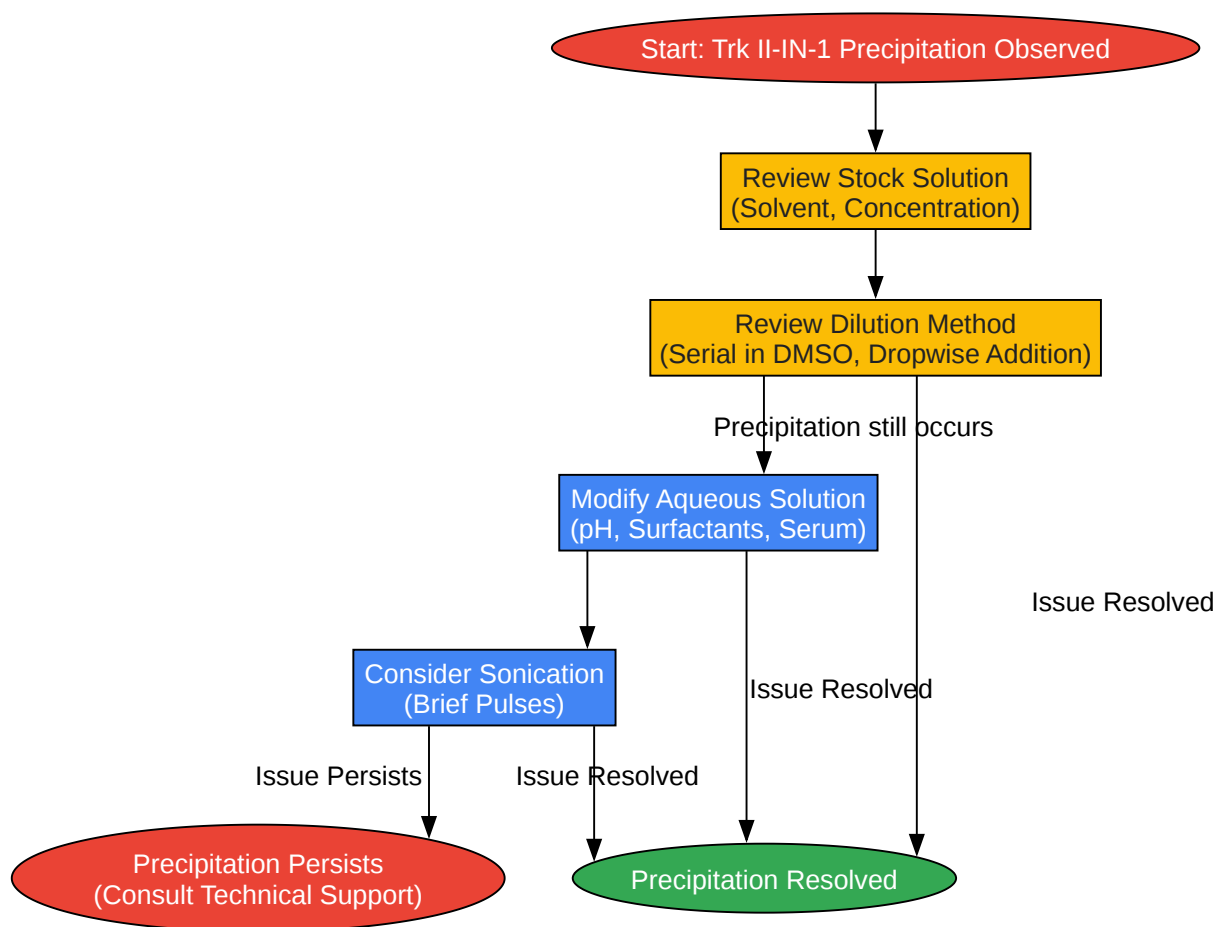 Start: Trk II-IN-1 Precipitation Observed
Review Stock Solution
(Solvent, Concentration)
Review Dilution Method
(Serial in DMSO, Dropwise Addition)
Precipitation still occurs
Modify Aqueous Solution
(pH, Surfactants, Serum)
Issue Resolved
Consider Sonication
(Brief Pulses)
Issue Resolved
Issue Persists
Issue Resolved
Precipitation Persists
(Consult Technical Support)
Precipitation Resolved